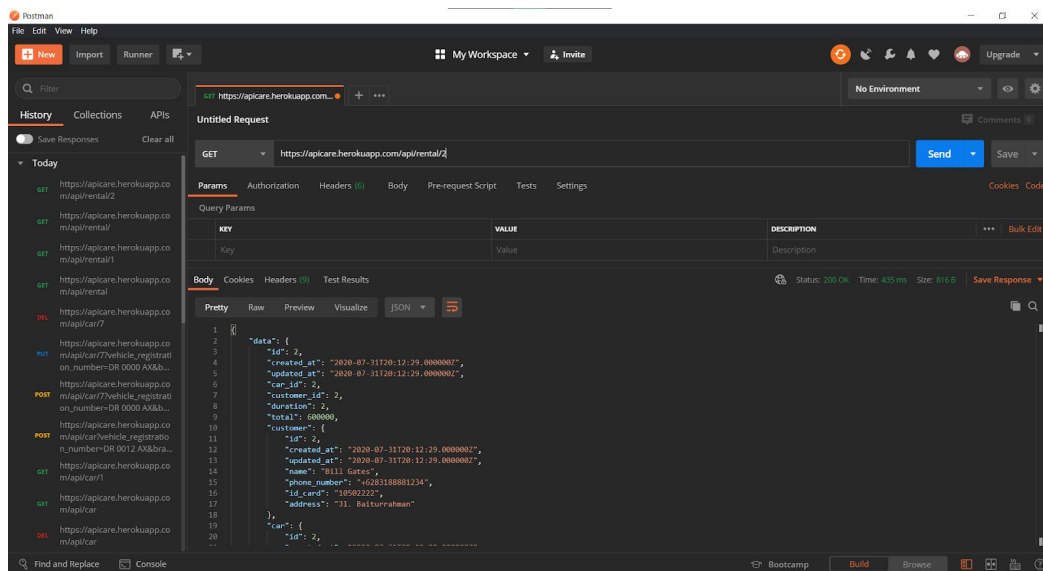 Postman
File Edit View Help
New Import Runner My Workspace Invite Upgrade
Filter
History Collections APIs
Save Responses Clear all
Today
GET https://apicare.herokuapp.co
m/api/rental/2
GET https://apicare.herokuapp.co
m/api/rental/
GET https://apicare.herokuapp.co
m/api/rental/1
GET https://apicare.herokuapp.co
m/api/rental
DEL https://apicare.herokuapp.co
m/api/car/7
PUT https://apicare.herokuapp.co
m/api/car/7?vehicle_registrati
on_number=DR 0000 AX&b...
POST https://apicare.herokuapp.co
m/api/car/7?vehicle_registrati
on_number=DR 0000 AX&b...
POST https://apicare.herokuapp.co
m/api/car?vehicle_registratio
n_number=DR 0012 AX&bra...
GET https://apicare.herokuapp.co
m/api/car/1
GET https://apicare.herokuapp.co
m/api/car
DEL https://apicare.herokuapp.co
m/api/car
GET https://apicare.herokuapp.com... + ...
No Environment
Untitled Request
Comments 0
GET https://apicare.herokuapp.com/api/rental/2
Send Save
Params Authorization Headers (6) Body Pre-request Script Tests Settings Cookies Code
Query Params
KEY VALUE DESCRIPTION ... Bulk Edit
Key Value Description
Body Cookies Headers (9) Test Results Status: 200 OK Time: 435 ms Size: 816 B Save Response
Pretty Raw Preview Visualize JSON
1 {
2 "data": {
3 "id": 2,
4 "created_at": "2020-07-31T20:12:29.000000Z",
5 "updated_at": "2020-07-31T20:12:29.000000Z",
6 "car_id": 2,
7 "customer_id": 2,
8 "duration": 2,
9 "total": 600000,
10 "customer": {
11 "id": 2,
12 "created_at": "2020-07-31T20:12:29.000000Z",
13 "updated_at": "2020-07-31T20:12:29.000000Z",
14 "name": "Bill Gates",
15 "phone_number": "+6283188881234",
16 "id_card": "10502222",
17 "address": "Jl. Baiturrahman"
18 },
19 "car": {
20 "id": 2,
Find and Replace Console Bootcamp Build Browse